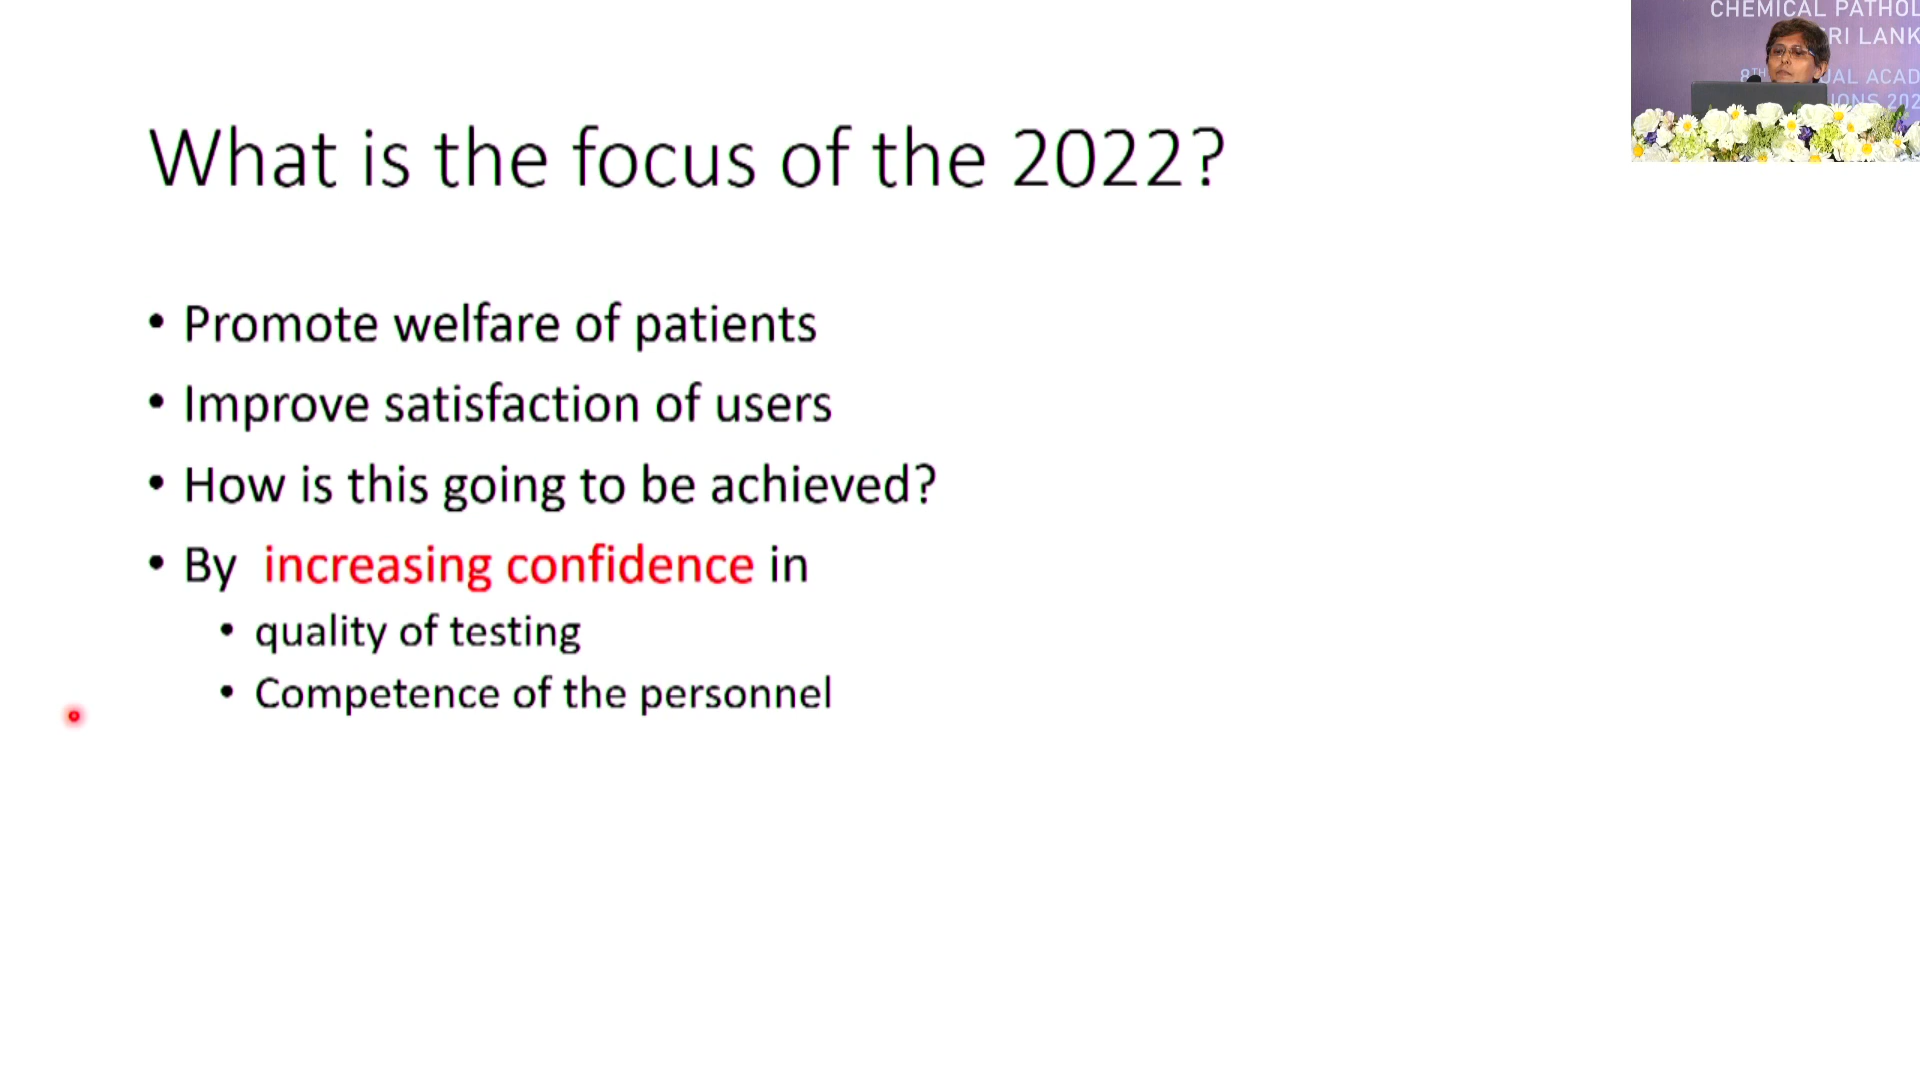 CHEMICAL PATHOL
RI LANK
8TH UAL ACAD
IONS 202
What is the focus of the 2022?
• Promote welfare of patients
• Improve satisfaction of users
• How is this going to be achieved?
• By increasing confidence in
• quality of testing
• Competence of the personnel